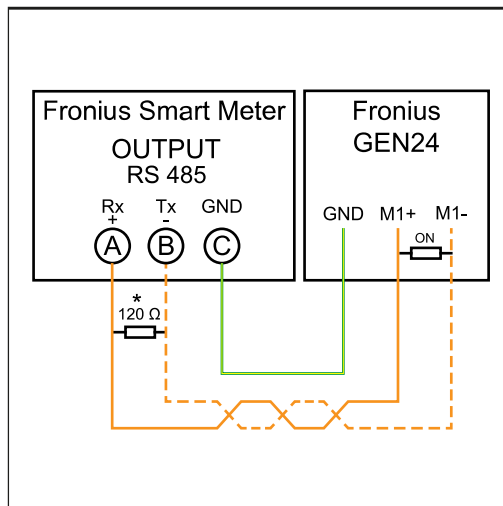 Fronius Smart Meter
OUTPUT
RS 485
Rx Tx GND
+ -
A B C
*
120 Ω
Fronius
GEN24
GND M1+ M1-
ON